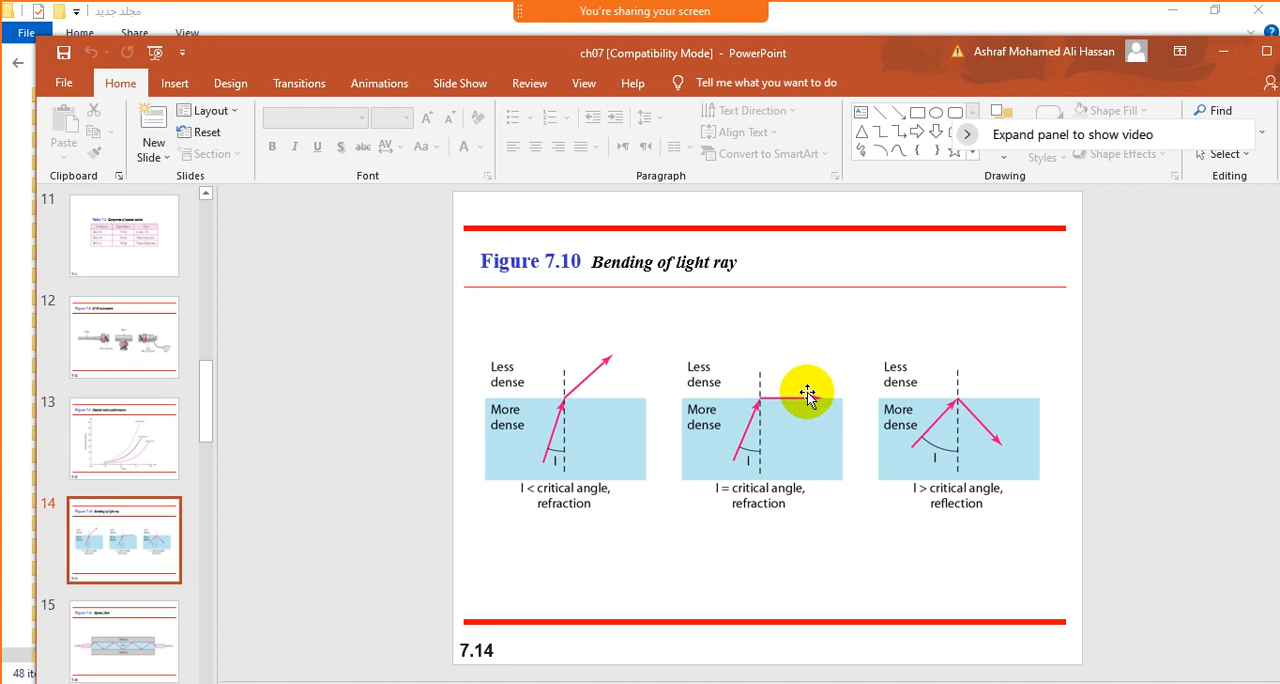 مجلد جديد
You're sharing your screen
File Home Share View
ch07 [Compatibility Mode] - PowerPoint
Ashraf Mohamed Ali Hassan
File Home Insert Design Transitions Animations Slide Show Review View Help Tell me what you want to do
Paste
New
Slide
Layout
Reset
Section
B I U S abc AV Aa A
A A
Text Direction
Align Text
Convert to SmartArt
Shape Fill
Expand panel to show video
Styles
Shape Effects
Find
Select
Clipboard Slides Font Paragraph Drawing Editing
11
12
13
14
15
48
Figure 7.10 Bending of light ray
Less
dense
More
dense
I
I < critical angle,
refraction
Less
dense
More
dense
I
I = critical angle,
refraction
Less
dense
More
dense
I
I > critical angle,
reflection
7.14